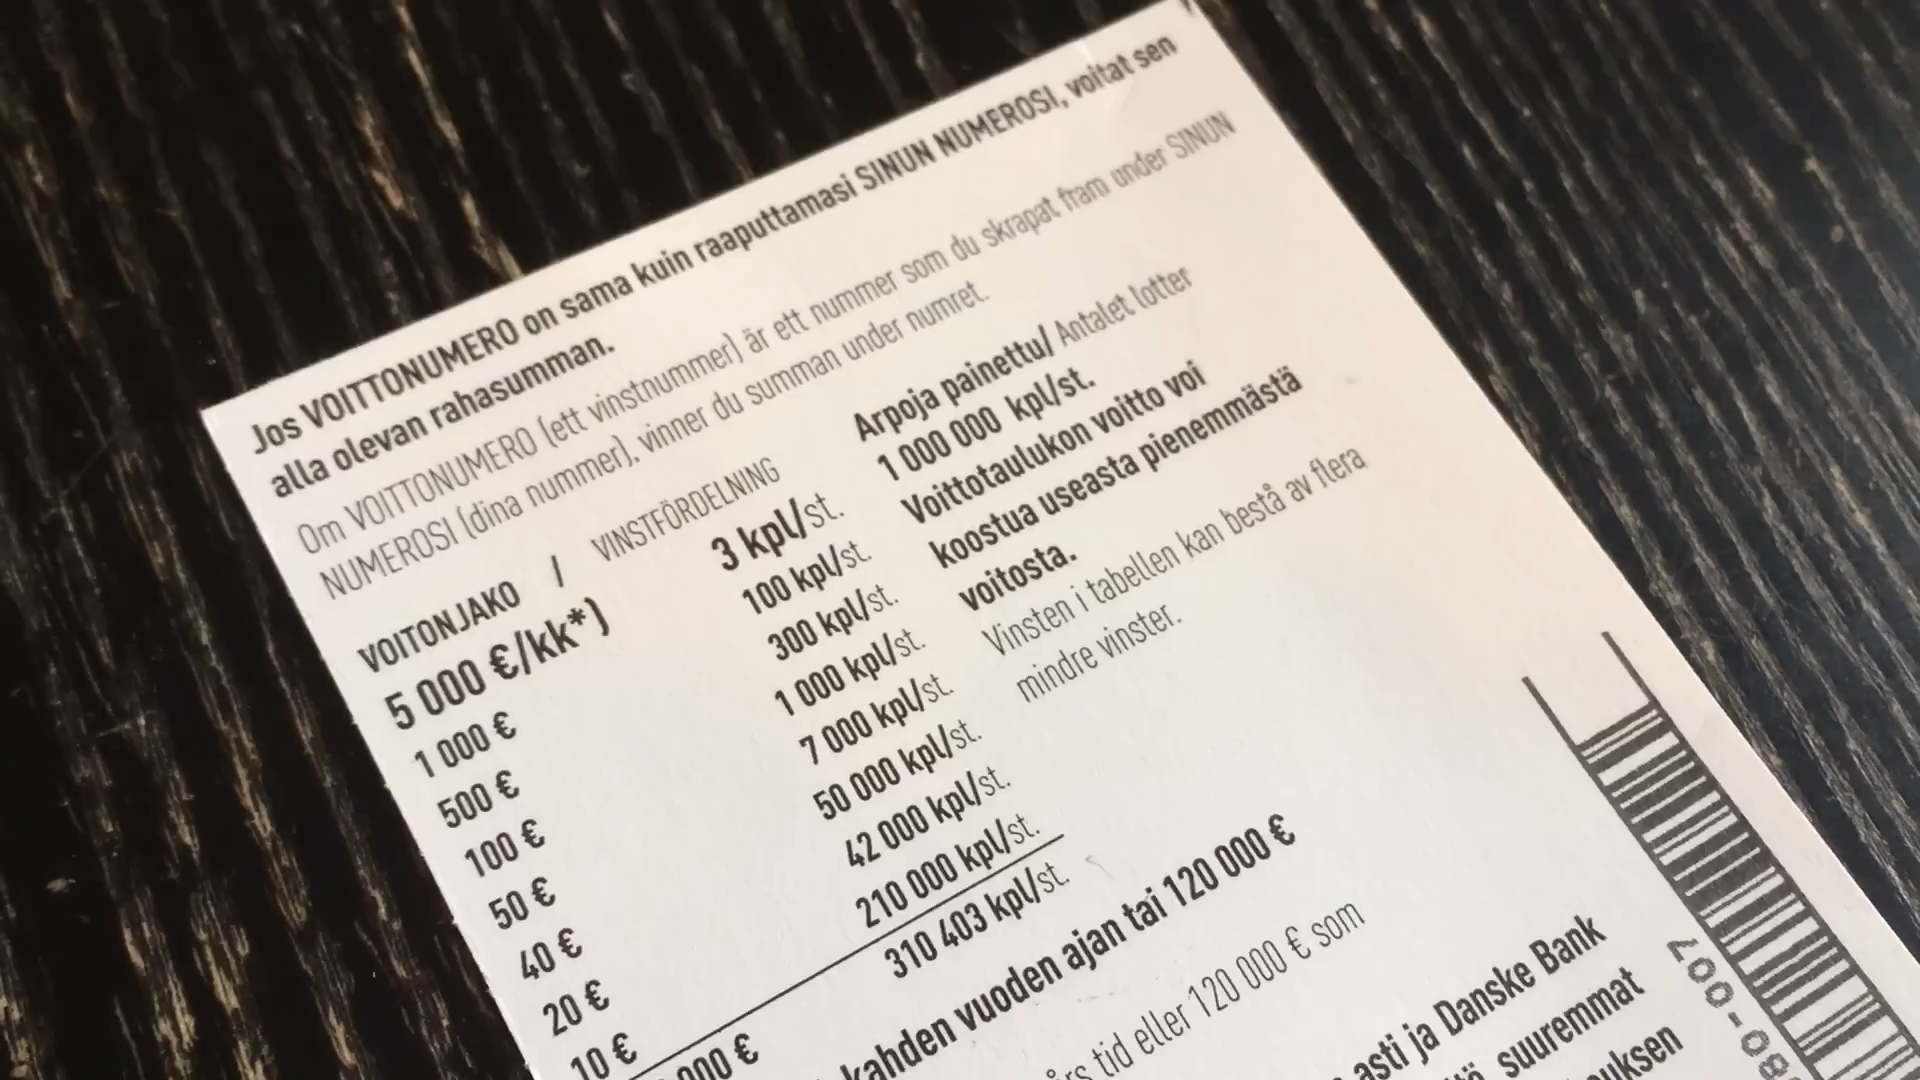 Jos VOITTONUMERO on sama kuin raaputtamasi SINUN NUMEROSI, voitat sen
alla olevan rahasumman.
Om VOITTONUMERO (ett vinstnummer) är ett nummer som du skrapat fram under SINUN
NUMEROSI (dina nummer), vinner du summan under numret.
VOITONJAKO / VINSTFÖRDELNING
5 000 €/kk*) 3 kpl/st.
1 000 € 100 kpl/st.
500 € 300 kpl/st.
100 € 1 000 kpl/st.
50 € 7 000 kpl/st.
40 € 50 000 kpl/st.
20 € 42 000 kpl/st.
10 € 210 000 kpl/st.
000 € 310 403 kpl/st.
Arpoja painettu/ Antalet lotter
1 000 000 kpl/st.
Voittotaulukon voitto voi
koostua useasta pienemmästä
voitosta.
Vinsten i tabellen kan bestå av flera
mindre vinster.
kahden vuoden ajan tai 120 000 €
tid eller 120 000 € som
asti ja Danske Bank
suuremmat
80-007